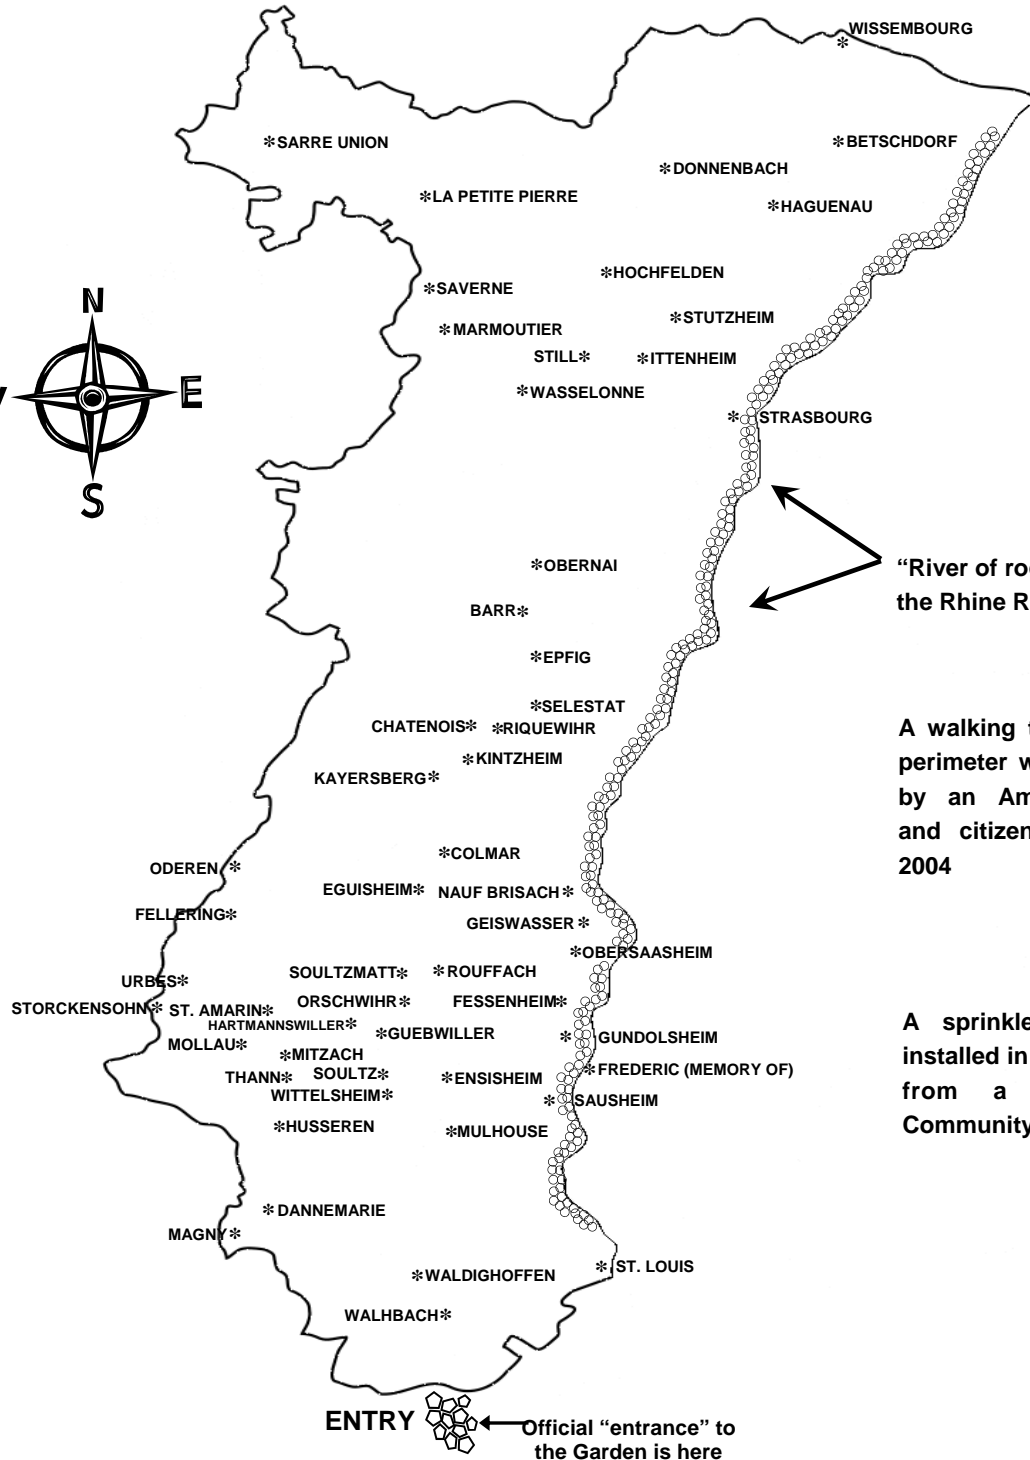 WISSEMBOURG
*SARRE UNION
*BETSCHDORF
*DONNENBACH
*LA PETITE PIERRE
*HAGUENAU
*HOCHFELDEN
*SAVERNE
N
*STUTZHEIM
*MARMOUTIER
STILL*
*ITTENHEIM
E
*WASSELONNE
* STRASBOURG
S
*OBERNAI
“River of
the Rhine R
BARR*
*EPFIG
*SELESTAT
CHATENOIS*
*RIQUEWIHR
A walking
*KINTZHEIM
perimeter
KAYERSBERG*
by an Am
and citizen
*COLMAR
2004
ODEREN *
EGUISHEIM*
NAUF BRISACH*
FELLERING*
GEISWASSER *
*OBERSAASHEIM
URBES*
SOULTZMATT*
*ROUFFACH
STORCKENSOHN*
ST. AMARIN*
ORSCHWIHR*
FESSENHEIM*
HARTMANNSWILLER*
A sprinkle
*GUEBWILLER
* GUNDOLSHEIM
MOLLAU*
*MITZACH
installed in
*FREDERIC (MEMORY OF)
THANN*
SOULTZ*
*ENSISHEIM
from a
WITTELSHEIM*
* SAUSHEIM
Community
*HUSSEREN
*MULHOUSE
*DANNEMARIE
MAGNY*
*WALDIGHOFFEN
* ST. LOUIS
WALHBACH*
ENTRY
Official “entrance” to
the Garden is here